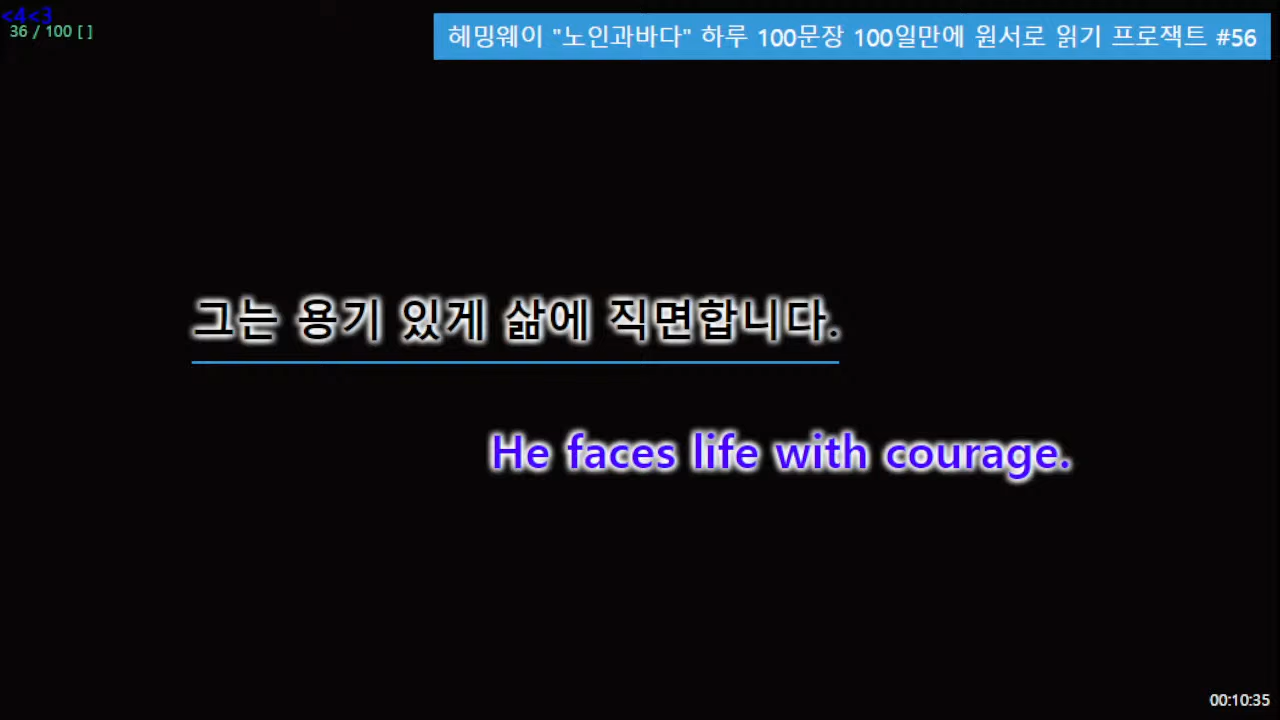 <4<3
36 / 100 [ ]
헤밍웨이 "노인과바다" 하루 100문장 100일만에 원서로 읽기 프로잭트 #56
그는 용기 있게 삶에 직면합니다.
He faces life with courage.
00:10:35